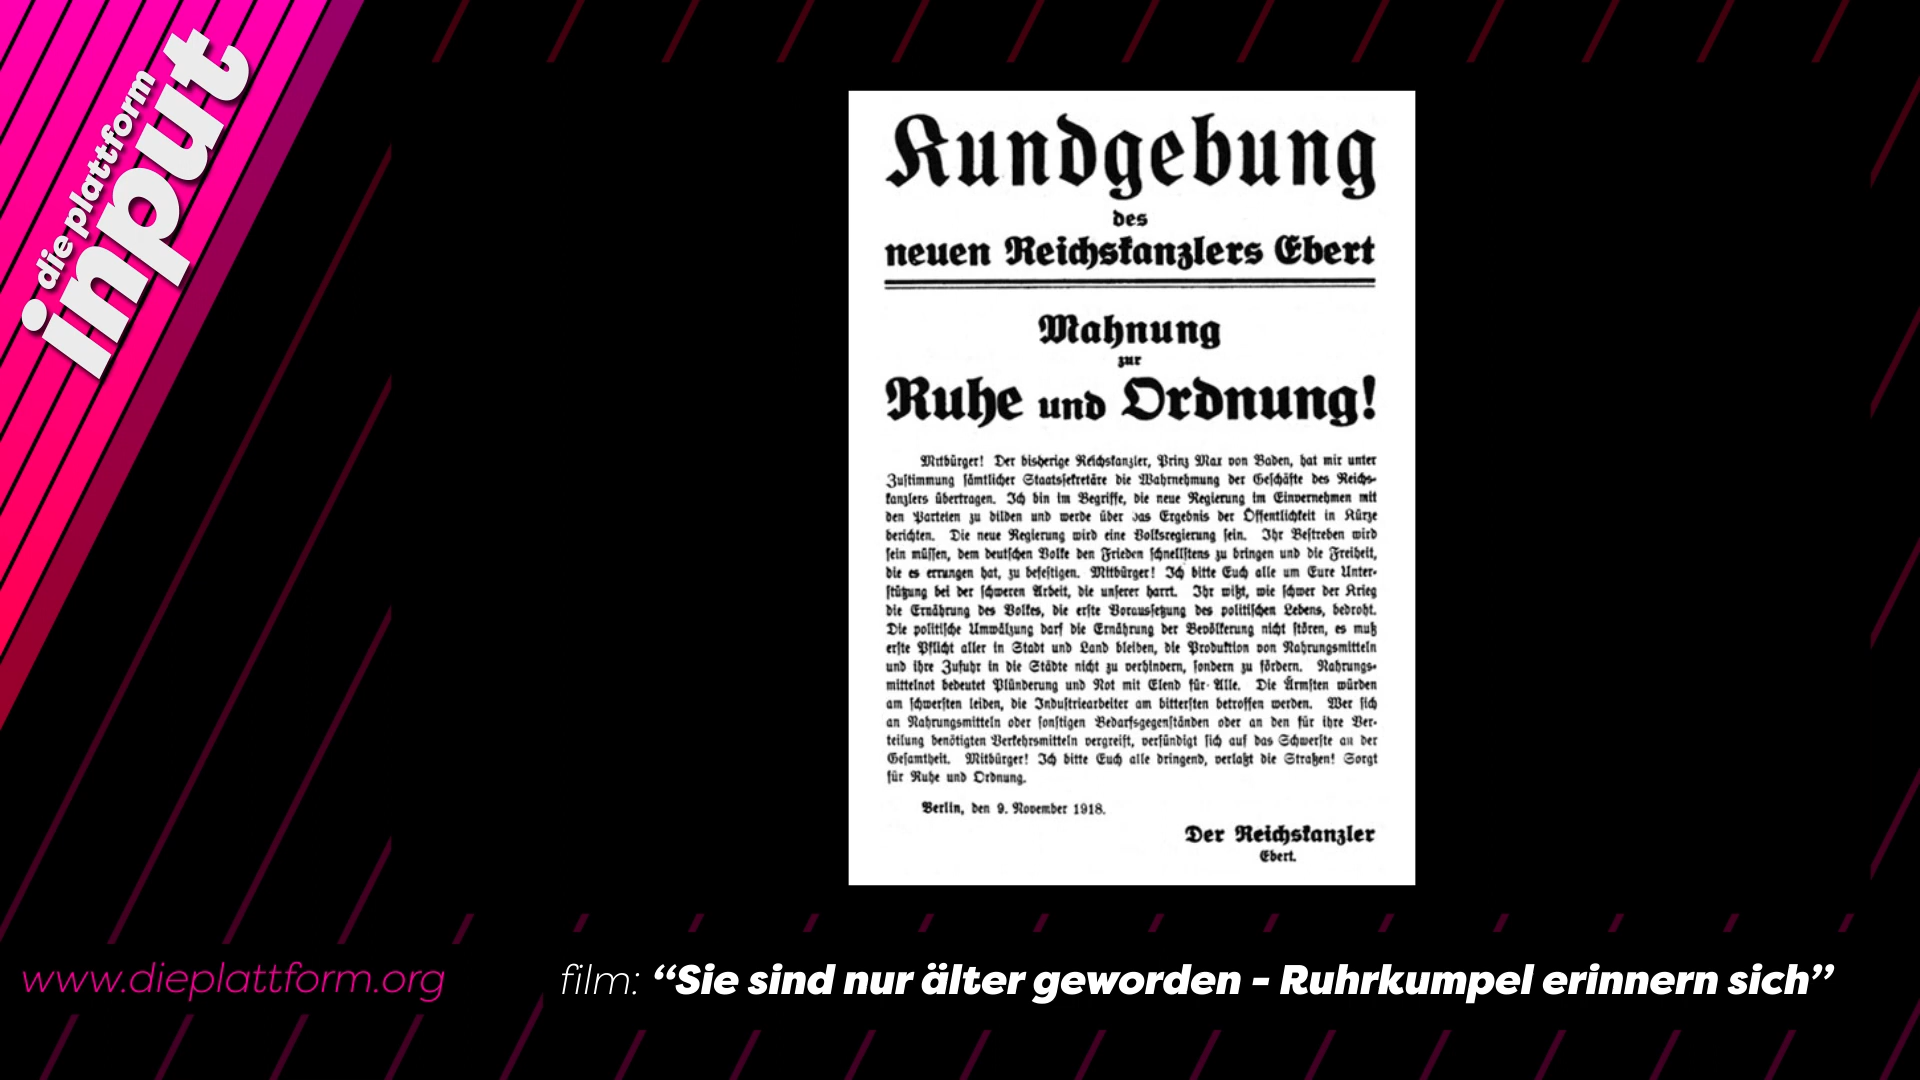 die plattform
input
Kundgebung
des
neuen Reichskanzlers Ebert
Mahnung
zur
Ruhe und Ordnung!
Mitbürger! Der bisherige Reichskanzler, Prinz Max von Baden, hat mir unter
Zustimmung sämtlicher Staatssekretäre die Wahrnehmung der Geschäfte des Reichs-
kanzlers übertragen. Ich bin im Begriffe, die neue Regierung im Einvernehmen mit
den Parteien zu bilden und werde über das Ergebnis der Öffentlichkeit in Kürze
berichten. Die neue Regierung wird eine Volksregierung sein. Ihr Bestreben wird
sein müssen, dem deutschen Volke den Frieden schnellstens zu bringen und die Freiheit,
die es errungen hat, zu befestigen. Mitbürger! Ich bitte Euch alle um Eure Unter-
stützung bei der schweren Arbeit, die unserer harrt. Ihr wißt, wie schwer der Krieg
die Ernährung des Volkes, die erste Voraussetzung des politischen Lebens, bedroht.
Die politische Umwälzung darf die Ernährung der Bevölkerung nicht stören, es muß
erste Pflicht aller in Stadt und Land bleiben, die Produktion von Nahrungsmitteln
und ihre Zufuhr in die Städte nicht zu verhindern, sondern zu fördern. Nahrungs-
mittelnot bedeutet Plünderung und Not mit Elend für Alle. Die Ärmsten würden
am schwersten leiden, die Industriearbeiter am bittersten betroffen werden. Wer sich
an Nahrungsmitteln oder sonstigen Bedarfsgegenständen oder an den für ihre Ver-
teilung benötigten Verkehrsmitteln vergreift, versündigt sich auf das Schwerste an der
Gesamtheit. Mitbürger! Ich bitte Euch alle dringend, verlaßt die Straßen! Sorgt
für Ruhe und Ordnung.
Berlin, den 9. November 1918.
Der Reichskanzler
Ebert.
www.dieplattform.org
film: “Sie sind nur älter geworden - Ruhrkumpel erinnern sich”